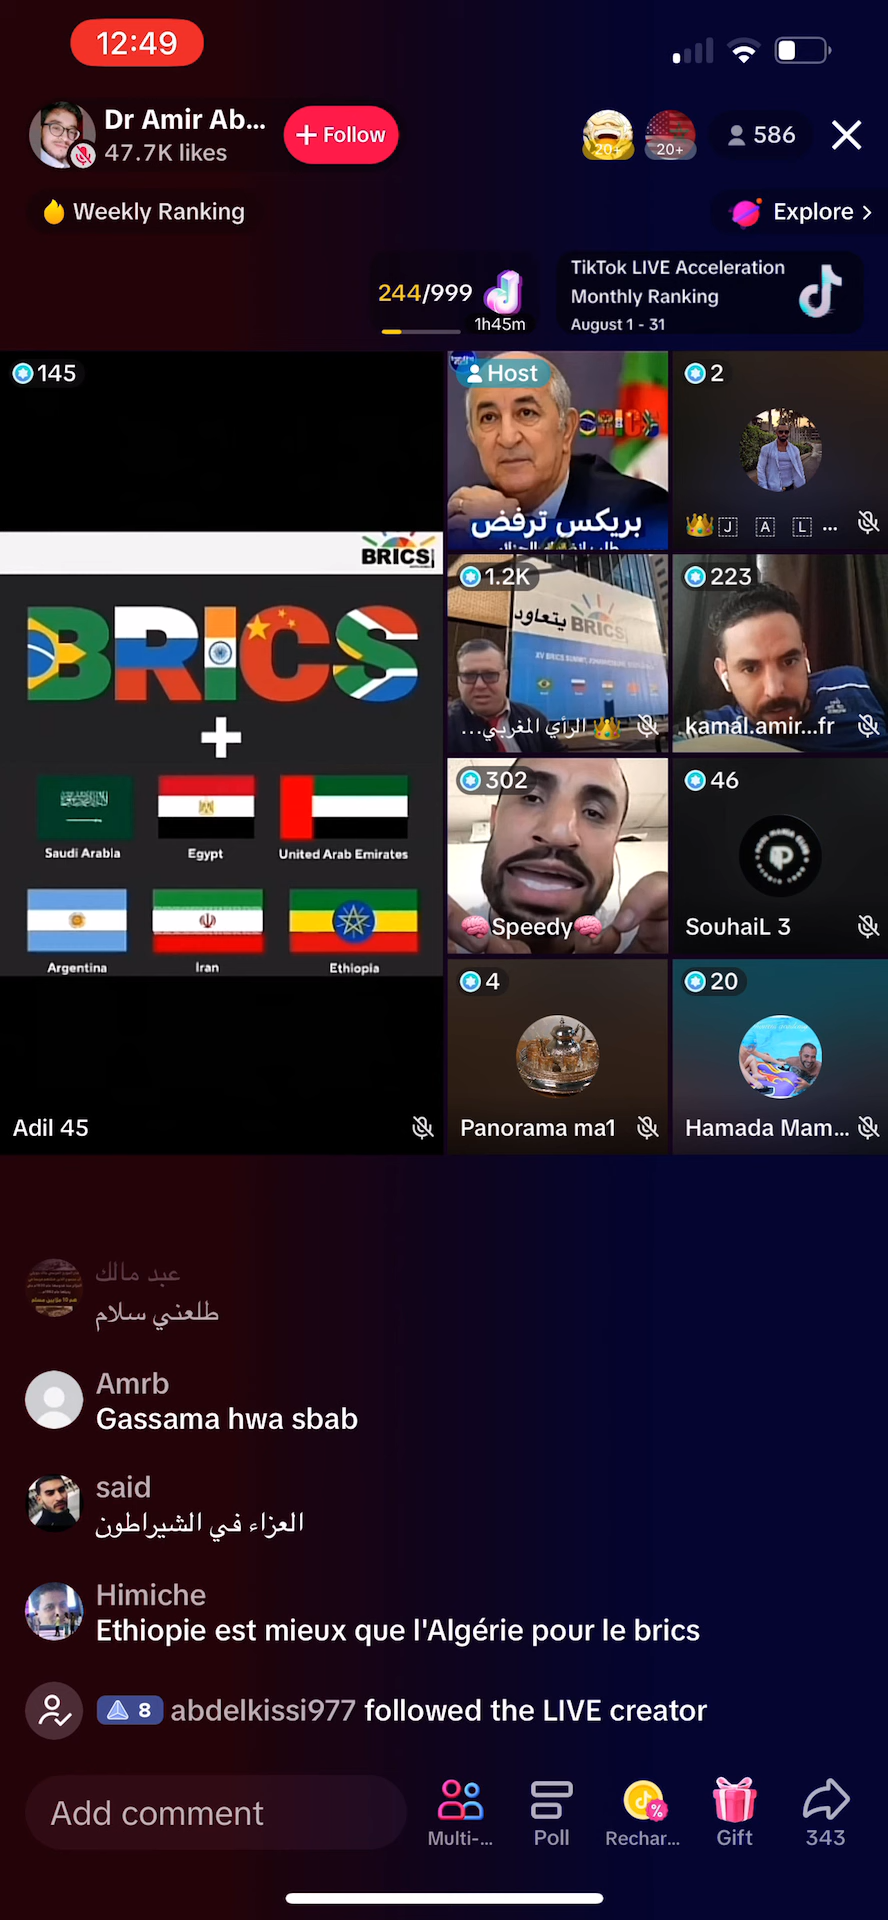 12:49
Dr Amir Ab...
47.7K likes
+ Follow
20+
20+
586
Weekly Ranking
Explore >
244/999
1h45m
TikTok LIVE Acceleration
Monthly Ranking
August 1 - 31
145
BRICS
BRICS
+
Saudi Arabia
Egypt
United Arab Emirates
Argentina
Iran
Ethiopia
Adil 45
Host
BRICS
بريكس ترفض
2
J A L ...
1.2K
يتعاود
BRICS
الرأي المغربي...
223
kamal.amir...fr
302
Speedy
46
SouhaiL 3
4
Panorama ma1
20
Hamada Mam...
عبد مالك
طلعني سلام
Amrb
Gassama hwa sbab
said
العزاء في الشيراطون
Himiche
Ethiopie est mieux que l'Algérie pour le brics
8 abdelkissi977 followed the LIVE creator
Add comment
Multi-...
Poll
Rechar...
Gift
343